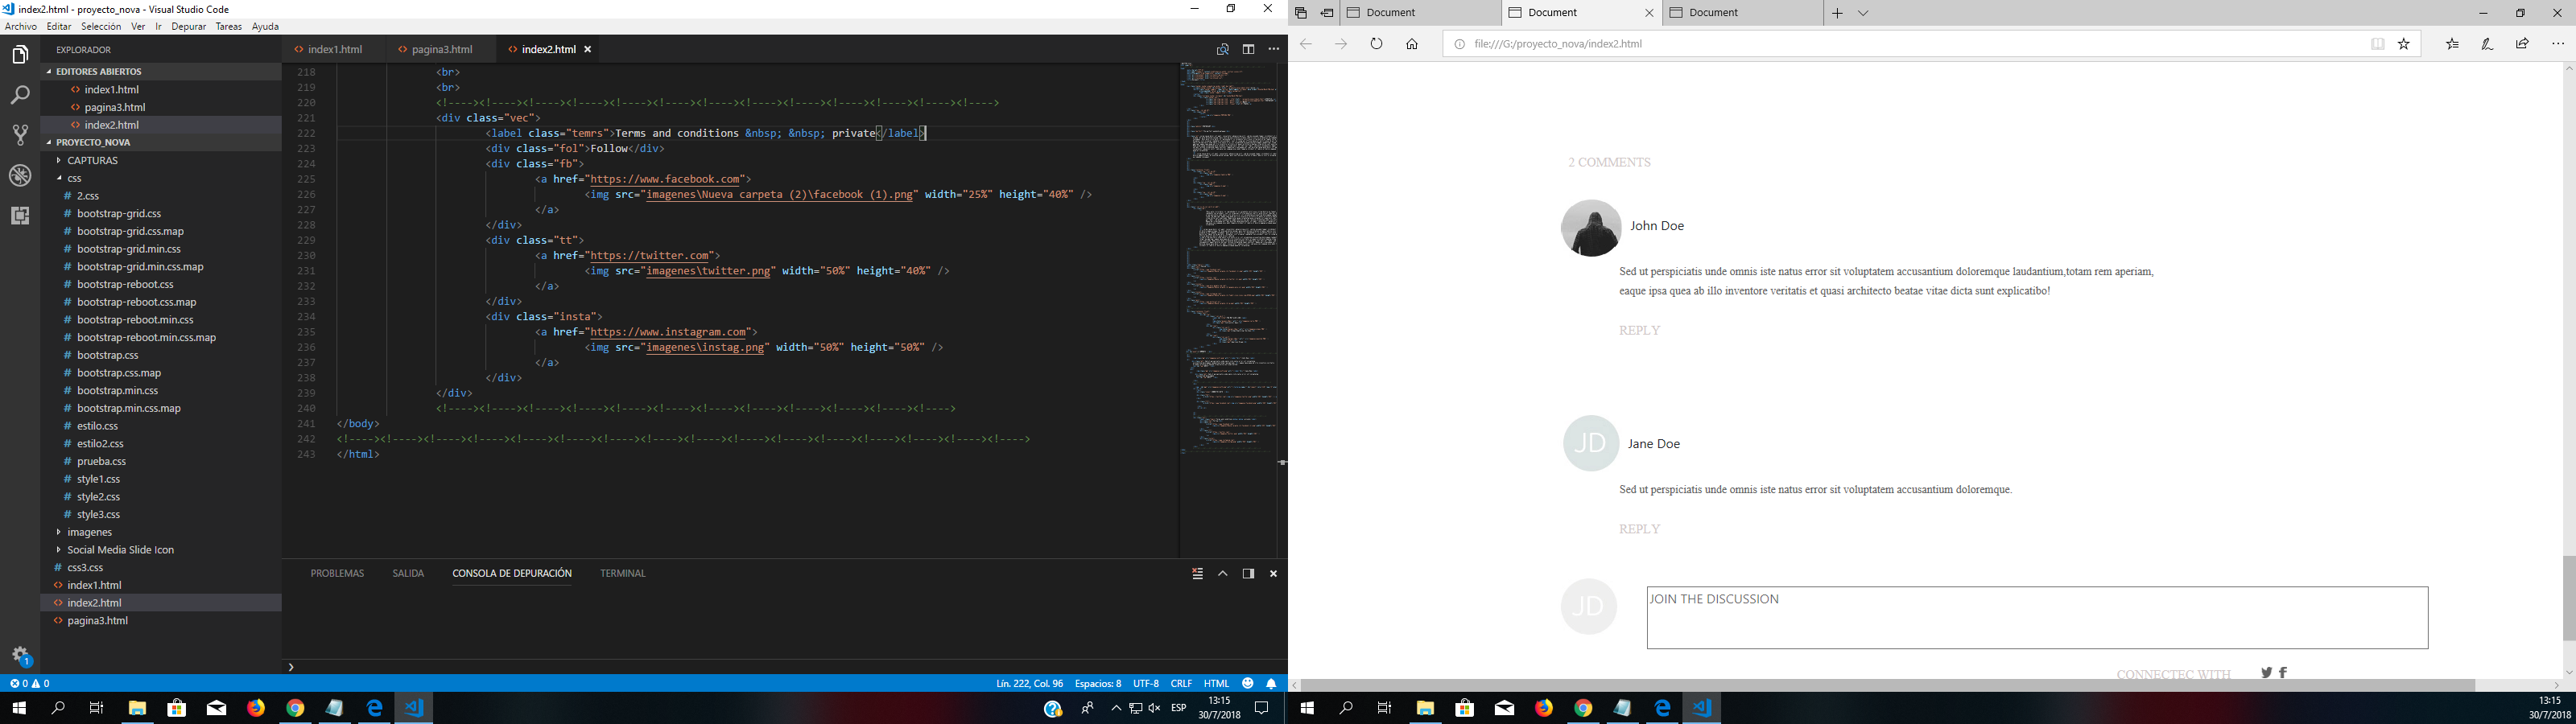 index2.html - proyecto_nova - Visual Studio Code
Archivo Editar Selección Ver Ir Depurar Tareas Ayuda
EXPLORADOR
EDITORES ABIERTOS
index1.html
pagina3.html
index2.html
PROYECTO_NOVA
CAPTURAS
css
# 2.css
# bootstrap-grid.css
# bootstrap-grid.css.map
# bootstrap-grid.min.css
# bootstrap-grid.min.css.map
# bootstrap-reboot.css
# bootstrap-reboot.css.map
# bootstrap-reboot.min.css
# bootstrap-reboot.min.css.map
# bootstrap.css
# bootstrap.css.map
# bootstrap.min.css
# bootstrap.min.css.map
# estilo.css
# estilo2.css
# prueba.css
# style1.css
# style2.css
# style3.css
imagenes
Social Media Slide Icon
# css3.css
index1.html
index2.html
pagina3.html
1
index1.html pagina3.html index2.html
218 <br>
219 <br>
220 <!----><!----><!----><!----><!----><!----><!----><!----><!----><!----><!----><!----><!---->
221 <div class="vec">
222 <label class="temrs">Terms and conditions &nbsp; &nbsp; private</label>
223 <div class="fol">Follow</div>
224 <div class="fb">
225 <a href="https://www.facebook.com">
226 <img src="imagenes\Nueva carpeta (2)\facebook (1).png" width="25%" height="40%" />
227 </a>
228 </div>
229 <div class="tt">
230 <a href="https://twitter.com">
231 <img src="imagenes\twitter.png" width="50%" height="40%" />
232 </a>
233 </div>
234 <div class="insta">
235 <a href="https://www.instagram.com">
236 <img src="imagenes\instag.png" width="50%" height="50%" />
237 </a>
238 </div>
239 </div>
240 <!----><!----><!----><!----><!----><!----><!----><!----><!----><!----><!----><!---->
241 </body>
242 <!----><!----><!----><!----><!----><!----><!----><!----><!----><!----><!----><!----><!----><!----><!----><!---->
243 </html>
PROBLEMAS SALIDA CONSOLA DE DEPURACIÓN TERMINAL
0 0
Lín. 222, Col. 96 Espacios: 8 UTF-8 CRLF HTML
ESP
13:15
30/7/2018
Document Document Document
file:///G:/proyecto_nova/index2.html
2 COMMENTS
John Doe
Sed ut perspiciatis unde omnis iste natus error sit voluptatem accusantium doloremque laudantium,totam rem aperiam,
eaque ipsa quea ab illo inventore veritatis et quasi architecto beatae vitae dicta sunt explicatibo!
REPLY
JD
Jane Doe
Sed ut perspiciatis unde omnis iste natus error sit voluptatem accusantium doloremque.
REPLY
JD
JOIN THE DISCUSSION
CONNECTEC WITH
13:15
30/7/2018